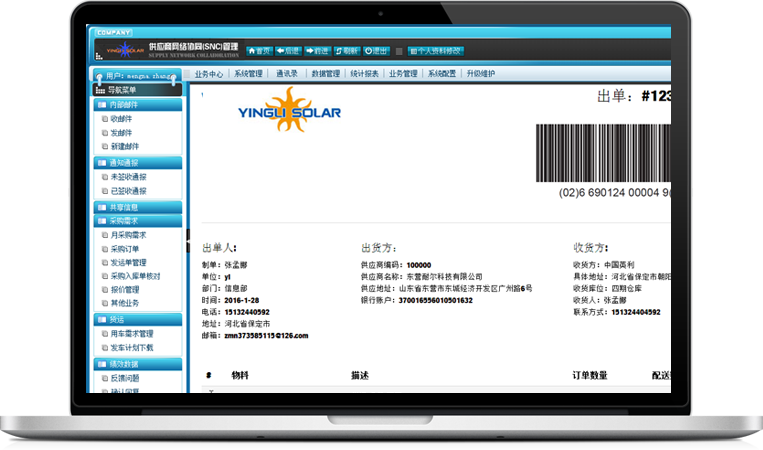 COMPANY
YINGLI SOLAR
供应商网络协同(SNC)管理
SUPPLY NETWORK COLLABORATION
首页 后退 前进 刷新 退出 个人资料修改
用户: mengna zhang
业务中心 系统管理 通讯录 数据管理 统计报表 业务管理 系统配置 升级维护
导航菜单
内部邮件
收邮件
发邮件
新建邮件
通知通报
未签收通报
已签收通报
共享信息
采购需求
月采购需求
采购订单
发运单管理
采购入库单核对
报价管理
其他业务
货运
用车需求管理
发车计划下载
绩效数据
反馈问题
YINGLI SOLAR
出单: #123
(02)6 690124 00004 9(
出单人:
制单: 张孟娜
单位: yl
部门: 信息部
时间: 2016-1-28
电话: 15132440592
地址: 河北省保定市
邮箱: zmn373585115@126.com
出货方:
供应商编码: 100000
供应商名称: 东营耐尔科技有限公司
供应地址: 山东省东营市东城经济开发区广州路6号
银行账户: 370016556010501632
收货方:
收货方: 中国英利
具体地址: 河北省保定市朝阳
收货库位: 四期仓库
收货人: 张孟娜
联系方式: 15132440592
# 物料 描述 订单数量 配送